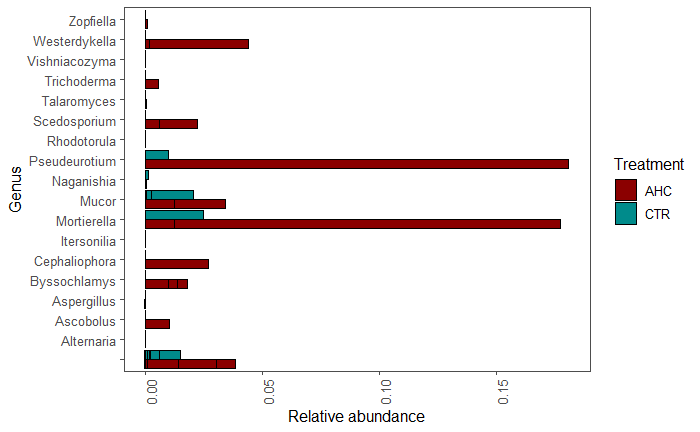 Genus
Zopfiella
Westerdykella
Vishniacozyma
Trichoderma
Talaromyces
Scedosporium
Rhodotorula
Pseudeurotium
Naganishia
Mucor
Mortierella
Itersonilia
Cephaliophora
Byssochlamys
Aspergillus
Ascobolus
Alternaria
0.00 0.05 0.10 0.15
Relative abundance
Treatment
AHC
CTR